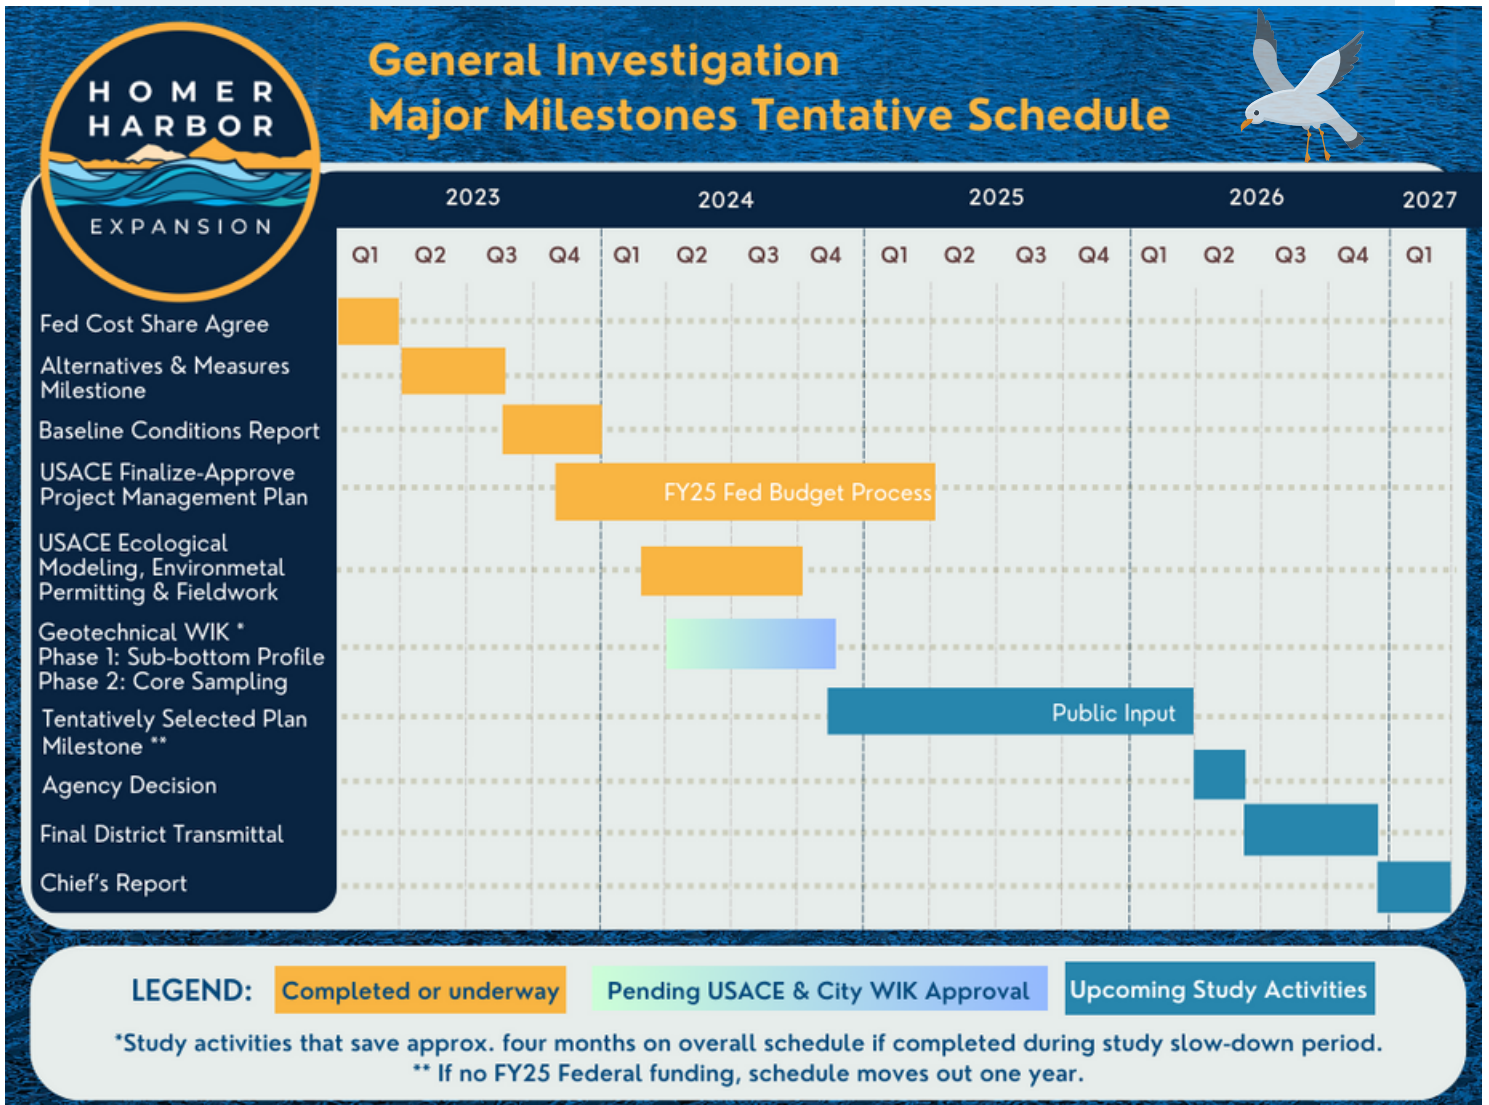 HOMER
HARBOR
EXPANSION
General Investigation
Major Milestones Tentative Schedule
2023 2024 2025 2026 2027
Q1 Q2 Q3 Q4 Q1 Q2 Q3 Q4 Q1 Q2 Q3 Q4 Q1 Q2 Q3 Q4 Q1
Fed Cost Share Agree
Alternatives & Measures
Milestione
Baseline Conditions Report
USACE Finalize-Approve
Project Management Plan
FY25 Fed Budget Process
USACE Ecological
Modeling, Environmetal
Permitting & Fieldwork
Geotechnical WIK *
Phase 1: Sub-bottom Profile
Phase 2: Core Sampling
Tentatively Selected Plan
Milestone **
Public Input
Agency Decision
Final District Transmittal
Chief's Report
LEGEND: Completed or underway Pending USACE & City WIK Approval Upcoming Study Activities
*Study activities that save approx. four months on overall schedule if completed during study slow-down period.
** If no FY25 Federal funding, schedule moves out one year.